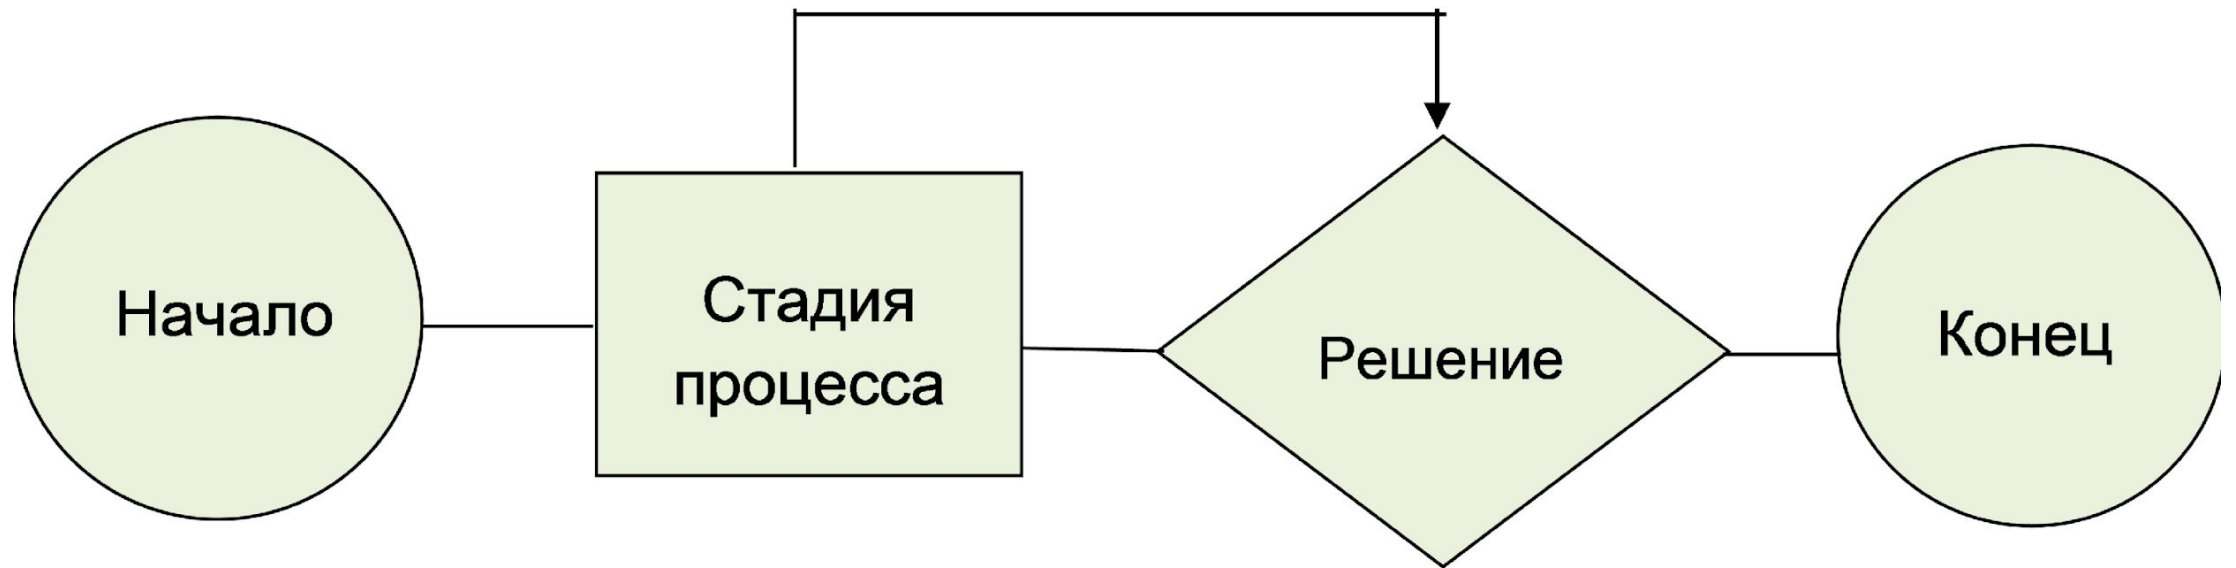 Начало
Стадия
процесса
Решение
Конец